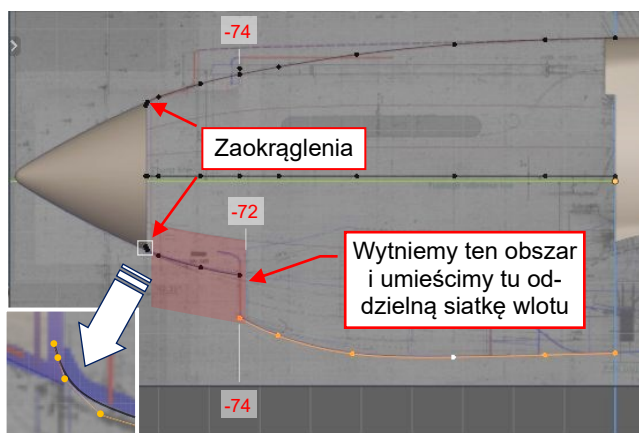 -74
Zaokrąglenia
-72
Wytniemy ten obszar
i umieścimy tu od-
dzielną siatkę wlotu
-74